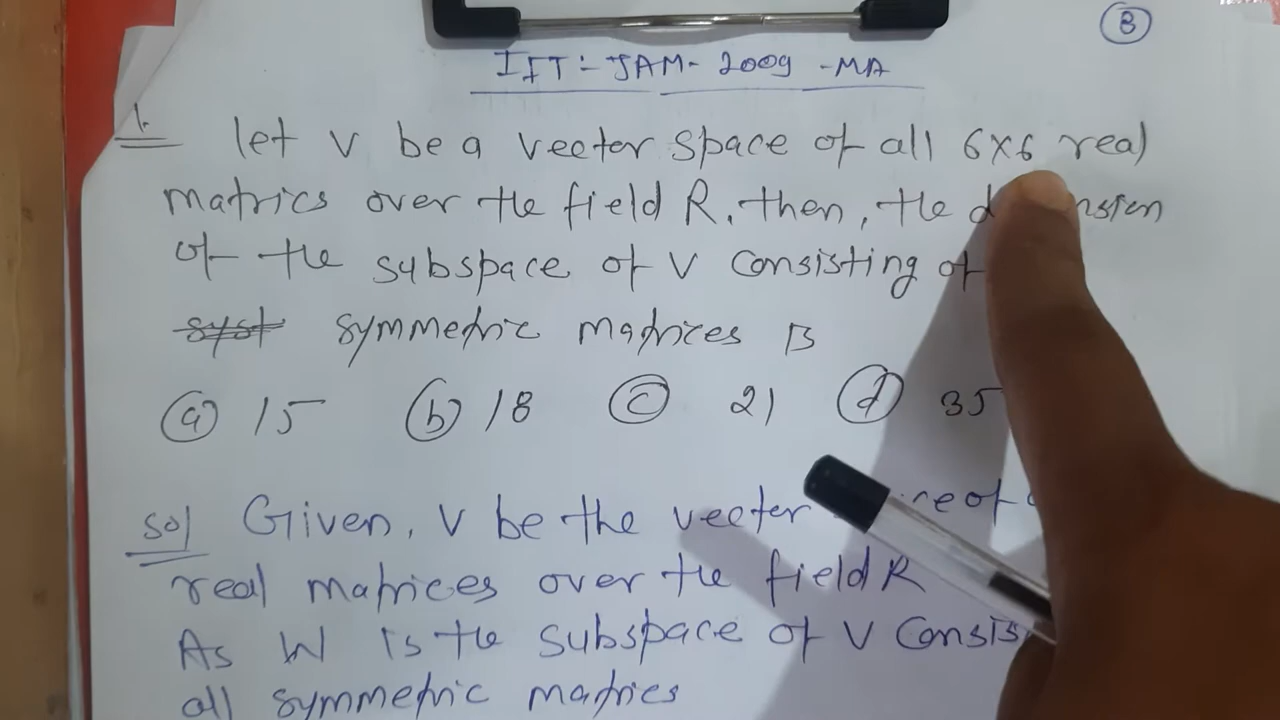 8
IIT:- JAM- 2009 -MA
1. let V be a Vector space of all 6×6 real
matrics over the field R, then, the
of the subspace of V Consisting of
syst symmetric matrices is
(a) 15 (b) 18 (c) 21 (d) 35
Sol Given, V be the vector
real matrices over the field R
As W is the subspace of V
all symmetric matries